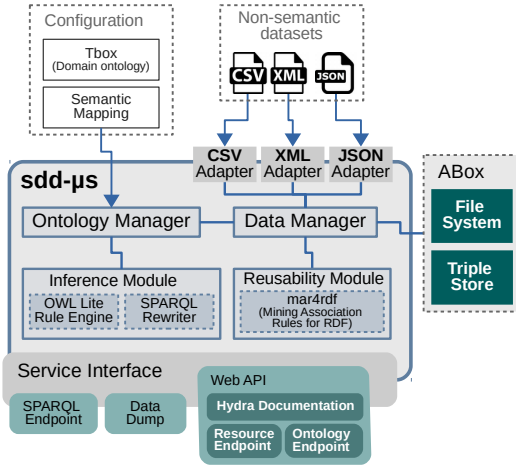 Configuration
Tbox
(Domain ontology)
Semantic
Mapping
Non-semantic
datasets
CSV
XML
JSON
CSV
Adapter
XML
Adapter
JSON
Adapter
sdd-µs
Ontology Manager
Data Manager
ABox
File
System
Triple
Store
Inference Module
OWL Lite
Rule Engine
SPARQL
Rewriter
Reusability Module
mar4rdf
(Mining Association
Rules for RDF)
Service Interface
SPARQL
Endpoint
Data
Dump
Web API
Hydra Documentation
Resource
Endpoint
Ontology
Endpoint